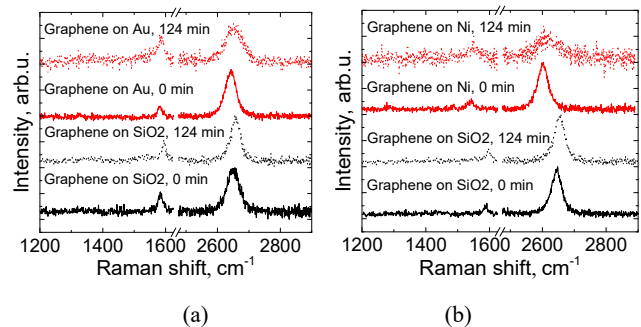 (a)
Graphene on Au, 124 min
Graphene on Au, 0 min
Graphene on SiO2, 124 min
Graphene on SiO2, 0 min
Intensity, arb.u.
1200 1400 1600 2600 2800
Raman shift, cm-1
(a)
(b)
Graphene on Ni, 124 min
Graphene on Ni, 0 min
Graphene on SiO2, 124 min
Graphene on SiO2, 0 min
Intensity, arb.u.
1200 1400 1600 2600 2800
Raman shift, cm-1
(b)